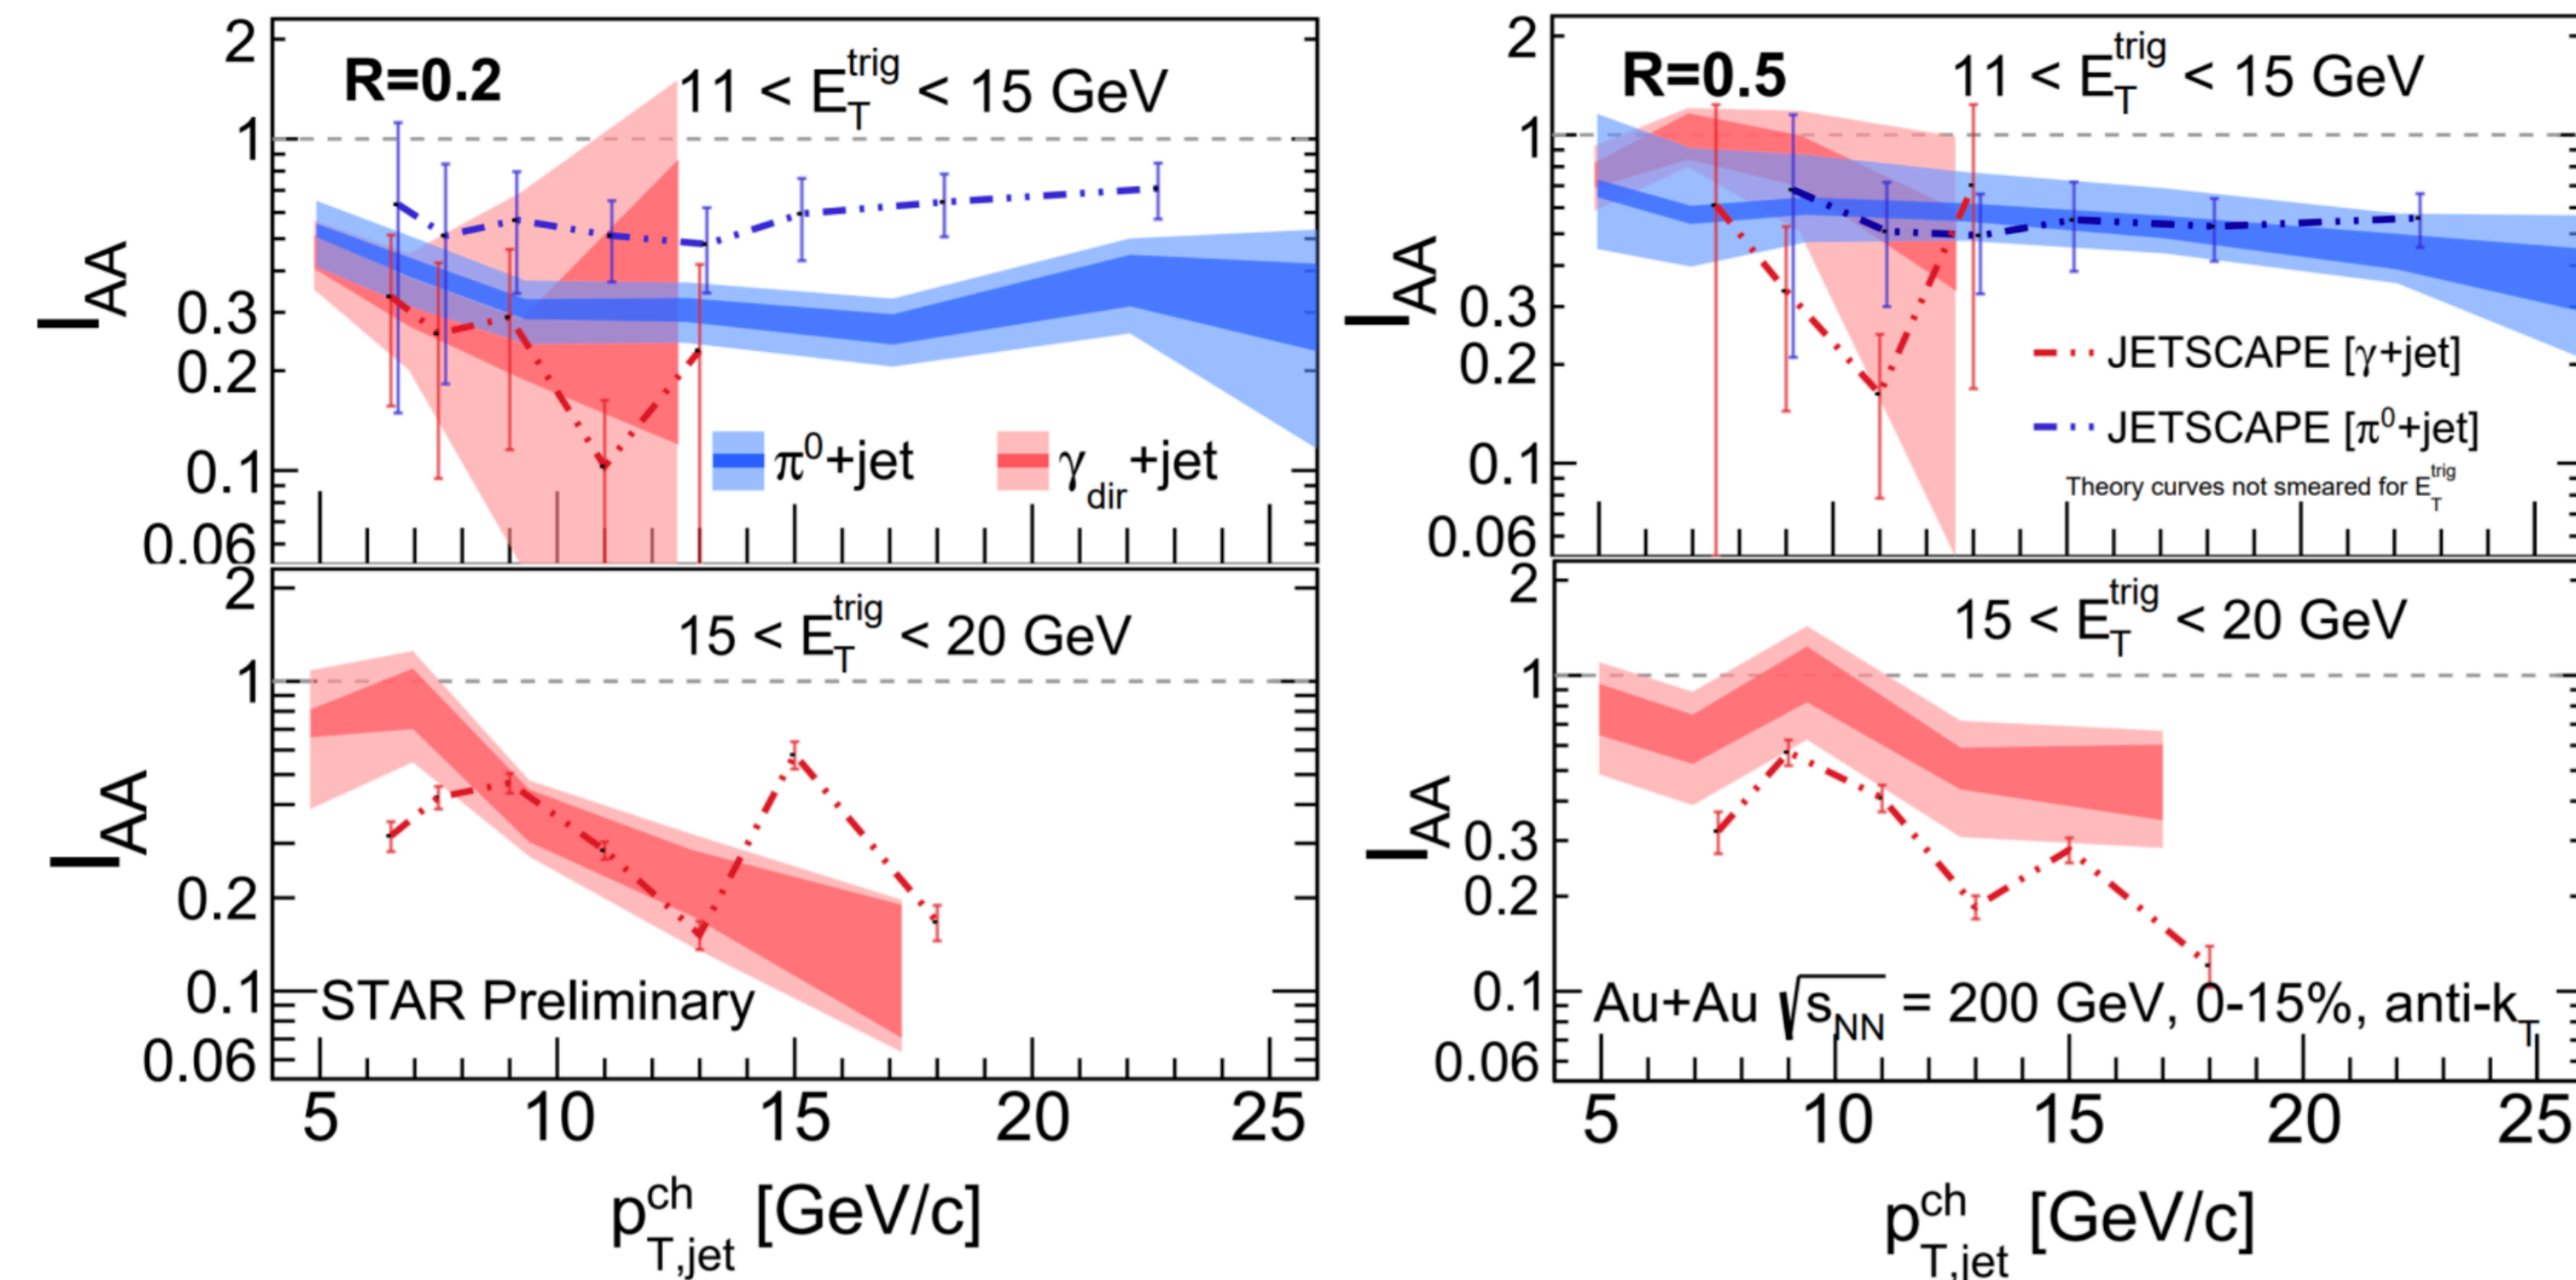 R=0.2
11 < E_T^trig < 15 GeV
2
1
0.3
0.2
0.1
0.06
I_AA
π⁰+jet
γ_dir+jet
R=0.5
11 < E_T^trig < 15 GeV
2
1
0.3
0.2
0.1
0.06
I_AA
JETSCAPE [γ+jet]
JETSCAPE [π⁰+jet]
Theory curves not smeared for E_T^trig
15 < E_T^trig < 20 GeV
2
1
0.2
0.1
0.06
I_AA
STAR Preliminary
5 10 15 20 25
p_T,jet^ch [GeV/c]
15 < E_T^trig < 20 GeV
2
1
0.3
0.2
0.1
0.06
I_AA
Au+Au √s_NN = 200 GeV, 0-15%, anti-k_T
5 10 15 20 25
p_T,jet^ch [GeV/c]